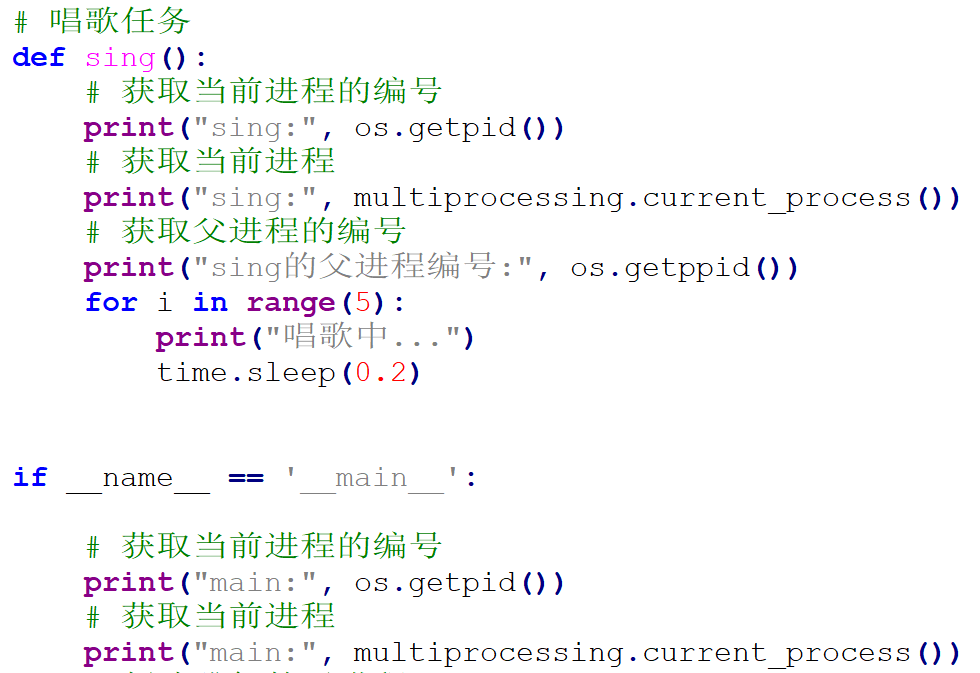 # 唱歌任务
def sing():
    # 获取当前进程的编号
    print("sing:", os.getpid())
    # 获取当前进程
    print("sing:", multiprocessing.current_process())
    # 获取父进程的编号
    print("sing的父进程编号:", os.getppid())
    for i in range(5):
        print("唱歌中...")
        time.sleep(0.2)
if __name__ == '__main__':
    # 获取当前进程的编号
    print("main:", os.getpid())
    # 获取当前进程
    print("main:", multiprocessing.current_process())